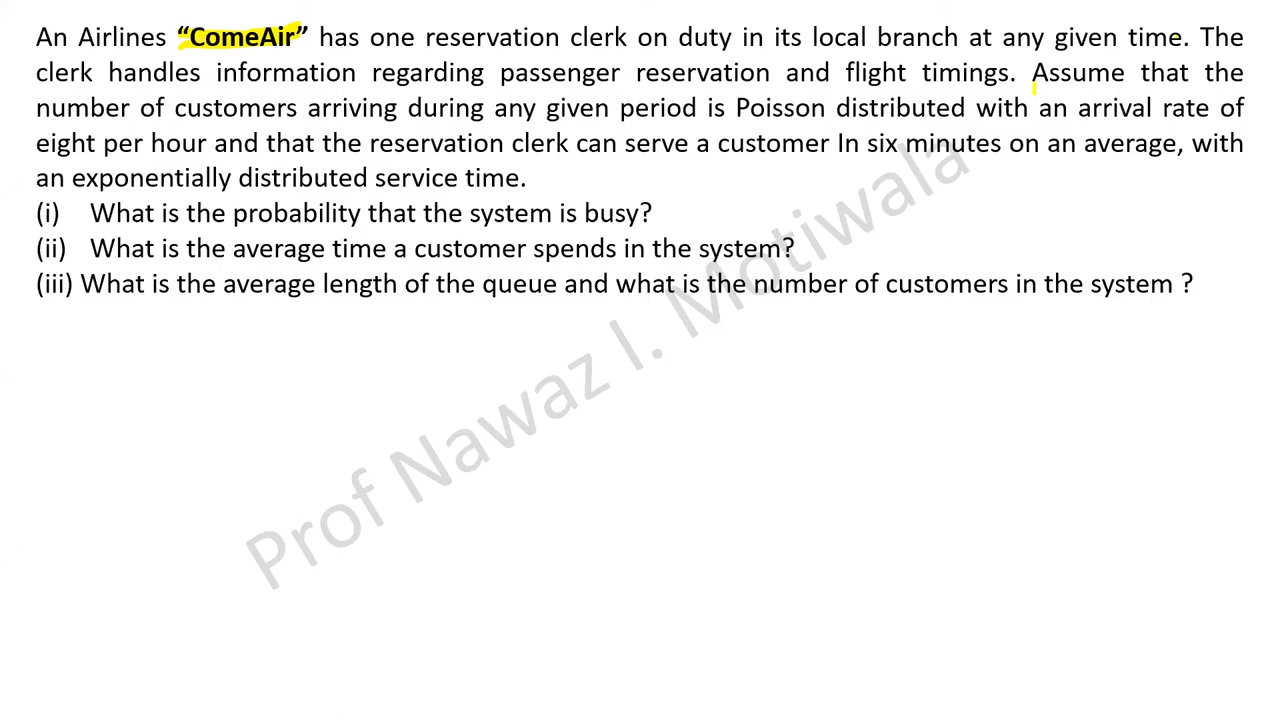 An Airlines “ComeAir” has one reservation clerk on duty in its local branch at any given time. The
clerk handles information regarding passenger reservation and flight timings. Assume that the
number of customers arriving during any given period is Poisson distributed with an arrival rate of
eight per hour and that the reservation clerk can serve a customer In six minutes on an average, with
an exponentially distributed service time.
(i) What is the probability that the system is busy?
(ii) What is the average time a customer spends in the system?
(iii) What is the average length of the queue and what is the number of customers in the system ?
Prof Nawaz I. Motiwala